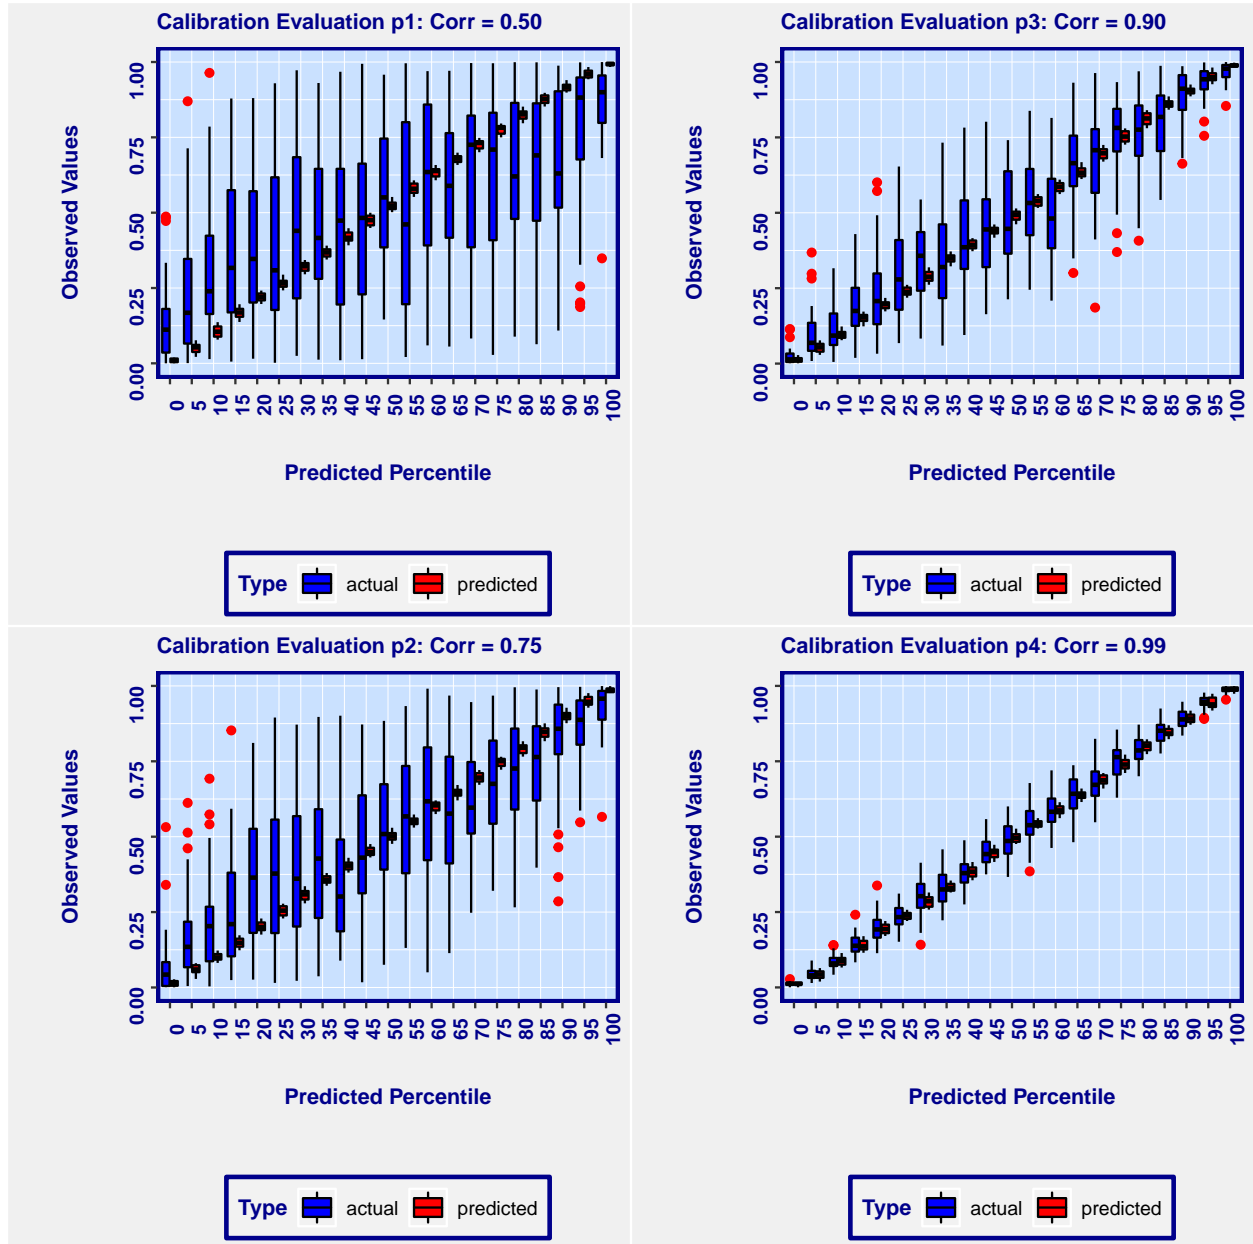 Calibration Evaluation p1: Corr = 0.50
Observed Values
1.00
0.75
0.50
0.25
0.00
0 5 10 15 20 25 30 35 40 45 50 55 60 65 70 75 80 85 90 95 100
Predicted Percentile
Type actual predicted
Calibration Evaluation p3: Corr = 0.90
Observed Values
1.00
0.75
0.50
0.25
0.00
0 5 10 15 20 25 30 35 40 45 50 55 60 65 70 75 80 85 90 95 100
Predicted Percentile
Type actual predicted
Calibration Evaluation p2: Corr = 0.75
Observed Values
1.00
0.75
0.50
0.25
0.00
0 5 10 15 20 25 30 35 40 45 50 55 60 65 70 75 80 85 90 95 100
Predicted Percentile
Type actual predicted
Calibration Evaluation p4: Corr = 0.99
Observed Values
1.00
0.75
0.50
0.25
0.00
0 5 10 15 20 25 30 35 40 45 50 55 60 65 70 75 80 85 90 95 100
Predicted Percentile
Type actual predicted